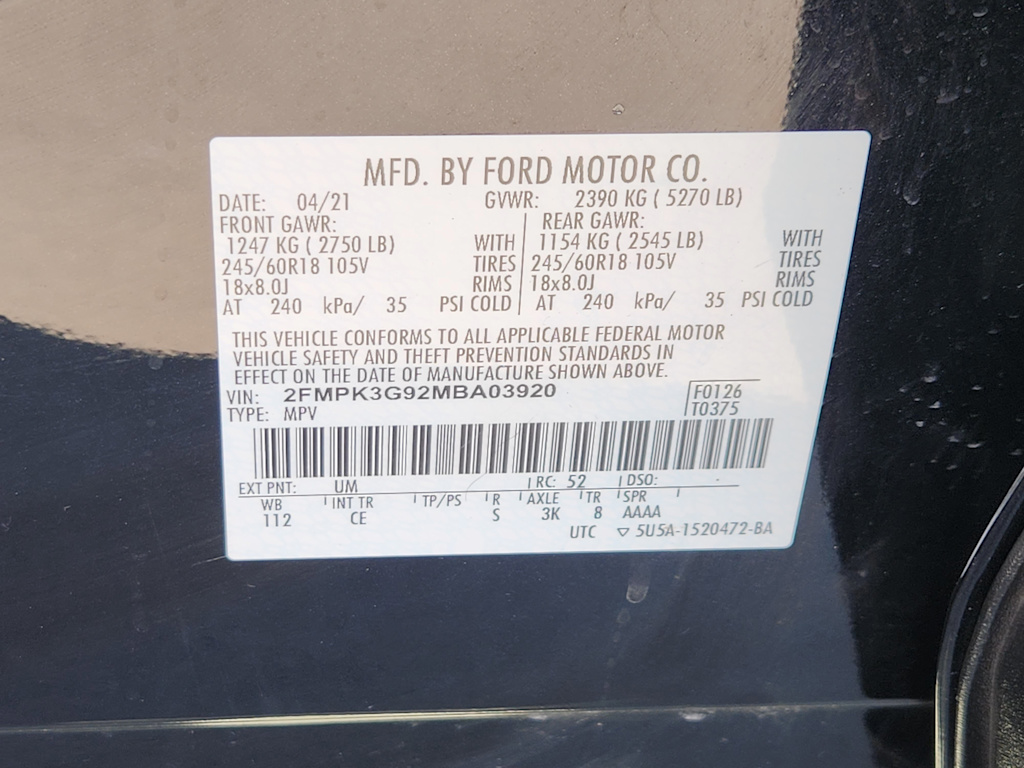 MFD. BY FORD MOTOR CO.
DATE: 04/21 GVWR: 2390 KG ( 5270 LB)
FRONT GAWR: REAR GAWR:
1247 KG ( 2750 LB) WITH 1154 KG ( 2545 LB) WITH
245/60R18 105V TIRES 245/60R18 105V TIRES
18x8.0J RIMS 18x8.0J RIMS
AT 240 kPa/ 35 PSI COLD AT 240 kPa/ 35 PSI COLD
THIS VEHICLE CONFORMS TO ALL APPLICABLE FEDERAL MOTOR
VEHICLE SAFETY AND THEFT PREVENTION STANDARDS IN
EFFECT ON THE DATE OF MANUFACTURE SHOWN ABOVE.
VIN: 2FMPK3G92MBA03920 F0126
TYPE: MPV T0375
EXT PNT: UM RC: 52 DSO:
WB INT TR TP/PS R AXLE TR SPR
112 CE S 3K 8 AAAA
UTC ▽ 5U5A-1520472-BA